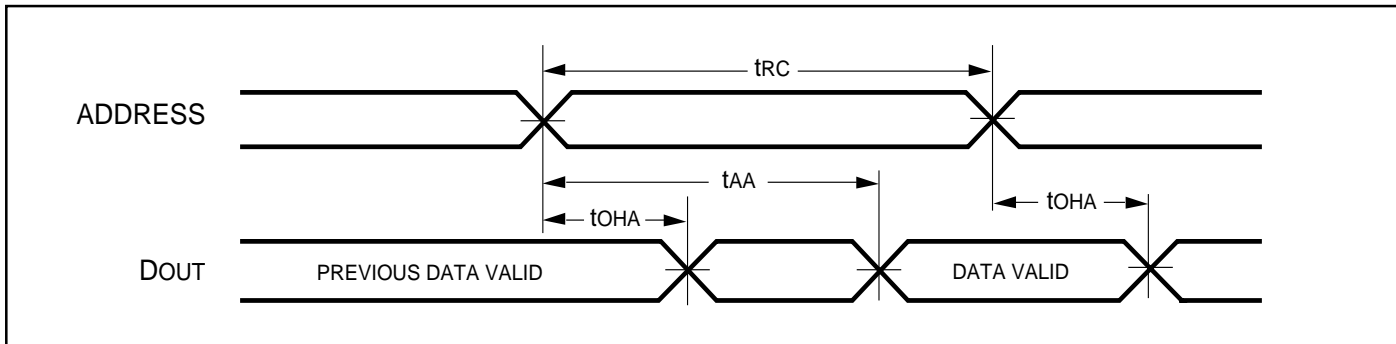 tRC
ADDRESS
tAA
tOHA
tOHA
DOUT
PREVIOUS DATA VALID
DATA VALID